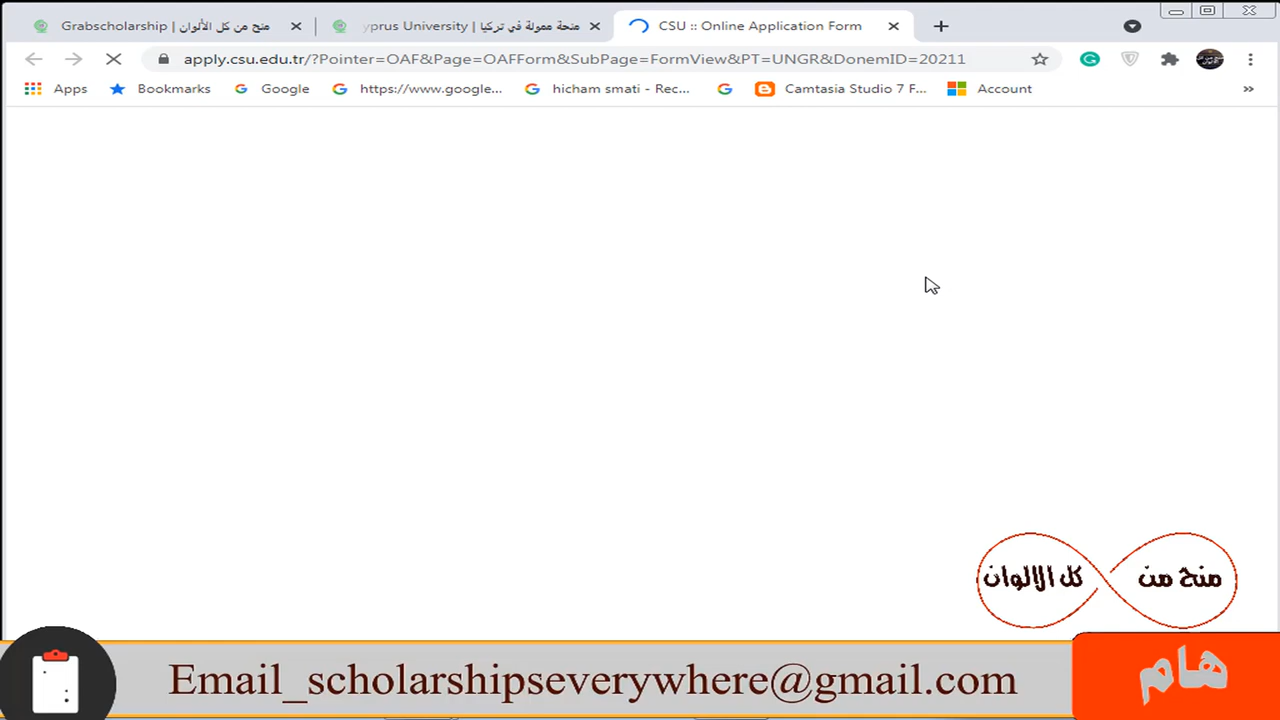 Grabscholarship | منح من كل الألوان
yprus University | منحة ممولة في تركيا
CSU :: Online Application Form
apply.csu.edu.tr/?Pointer=OAF&Page=OAFForm&SubPage=FormView&PT=UNGR&DonemID=20211
Apps
Bookmarks
Google
https://www.google...
hicham smati - Rec...
Camtasia Studio 7 F...
Account
»
منح من كل الالوان
Email_scholarshipseverywhere@gmail.com
هام